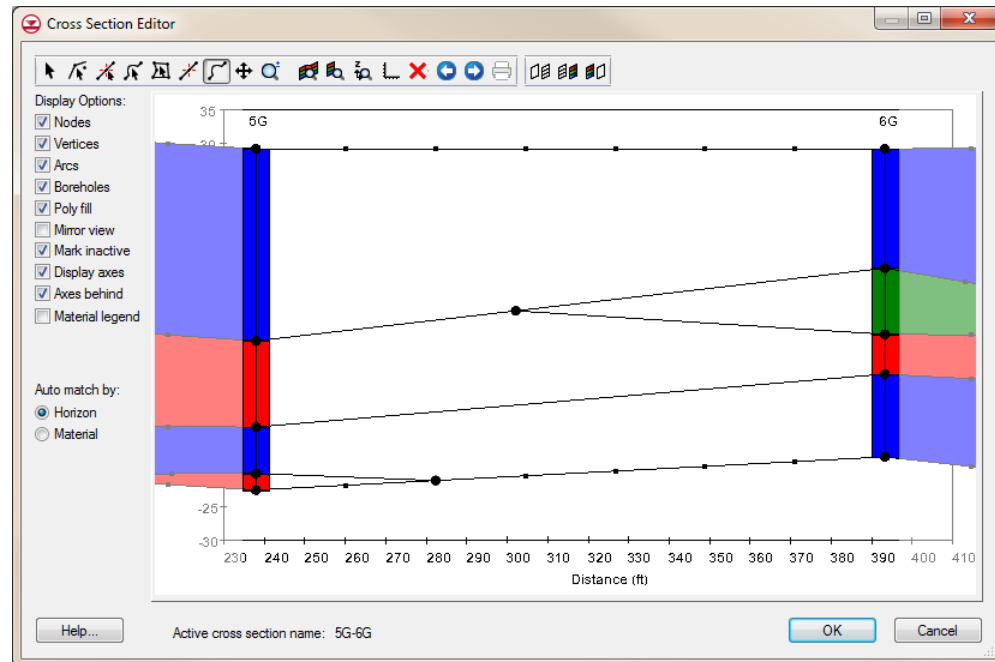 Cross Section Editor
Display Options:
Nodes
Vertices
Arcs
Boreholes
Poly fill
Mirror view
Mark inactive
Display axes
Axes behind
Material legend
Auto match by:
Horizon
Material
35
5G
6G
-25
-30
230 240 250 260 270 280 290 300 310 320 330 340 350 360 370 380 390 400 410
Distance (ft)
Help...
Active cross section name: 5G-6G
OK
Cancel